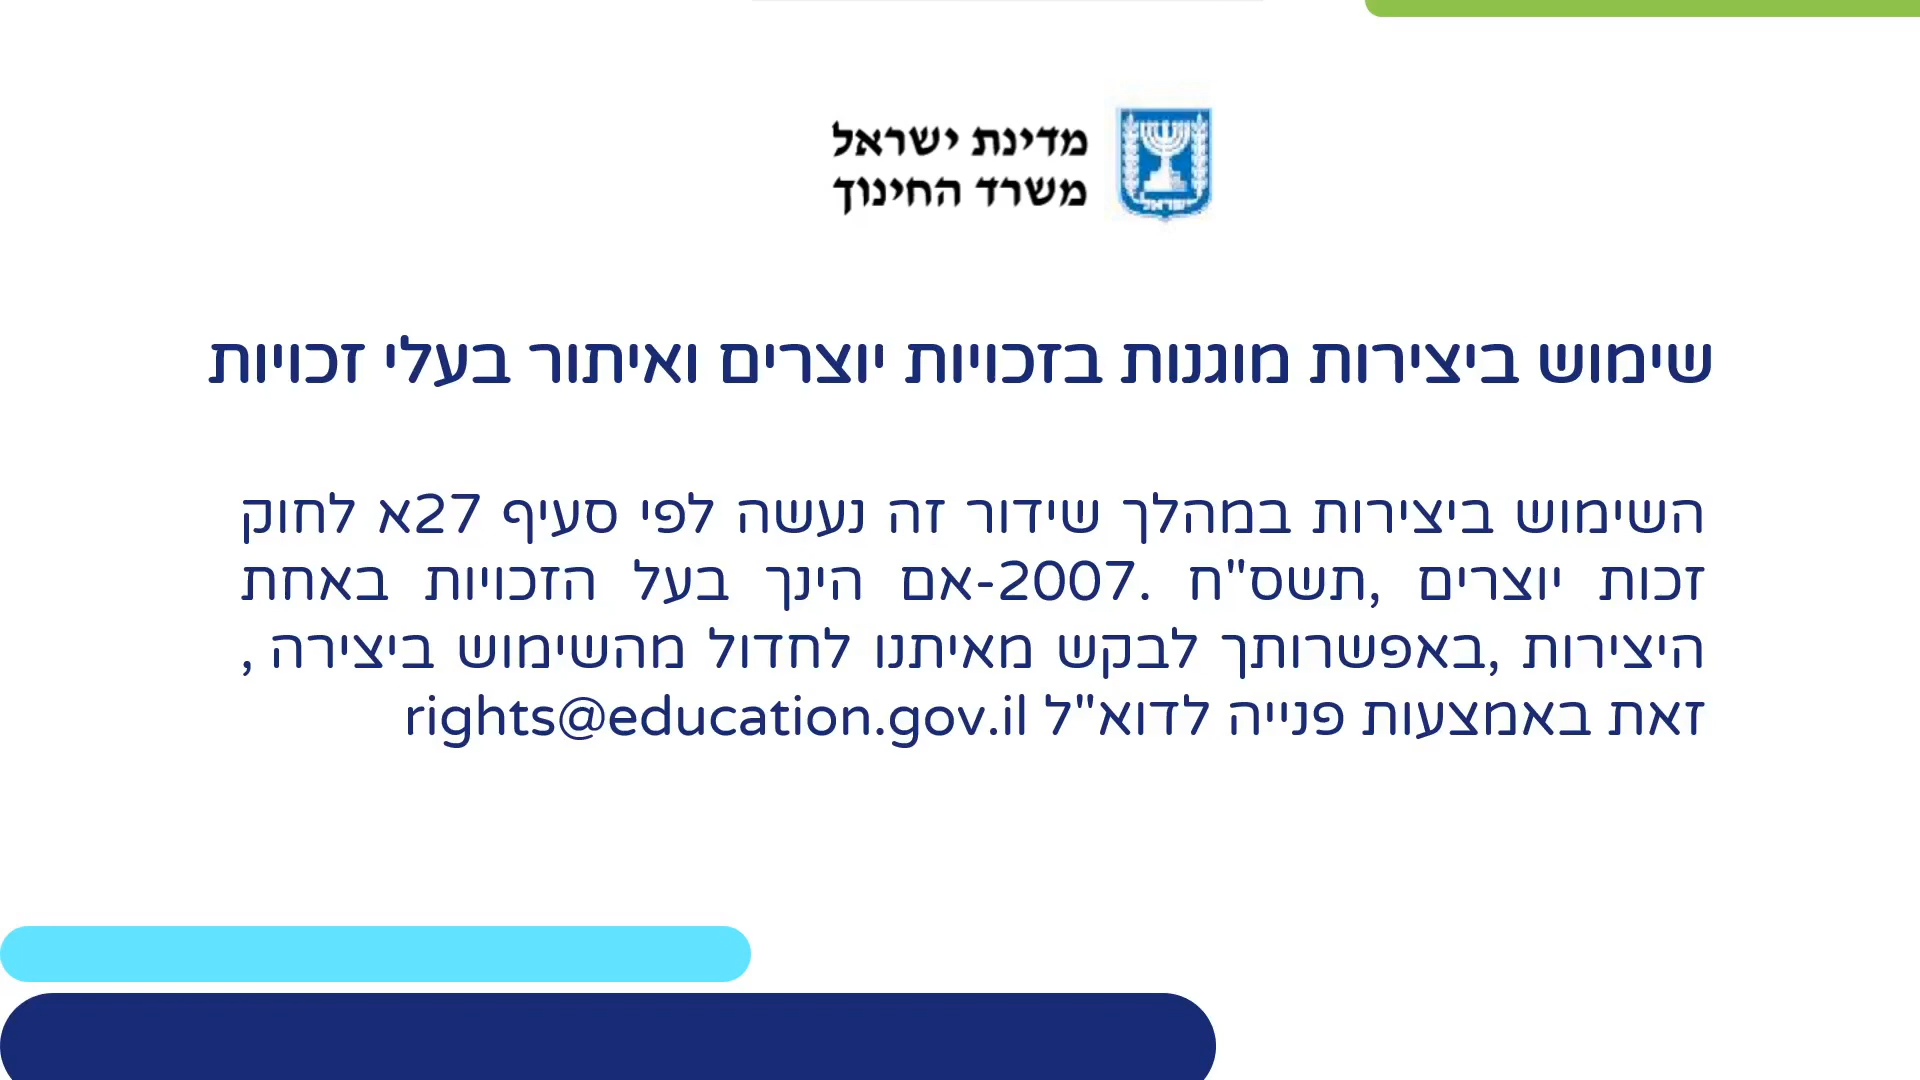 מדינת ישראל
משרד החינוך
שימוש ביצירות מוגנות בזכויות יוצרים ואיתור בעלי זכויות
השימוש ביצירות במהלך שידור זה נעשה לפי סעיף 27א לחוק
זכות יוצרים ,תשס"ח .2007-אם הינך בעל הזכויות באחת
היצירות ,באפשרותך לבקש מאיתנו לחדול מהשימוש ביצירה ,
זאת באמצעות פנייה לדוא"ל rights@education.gov.il